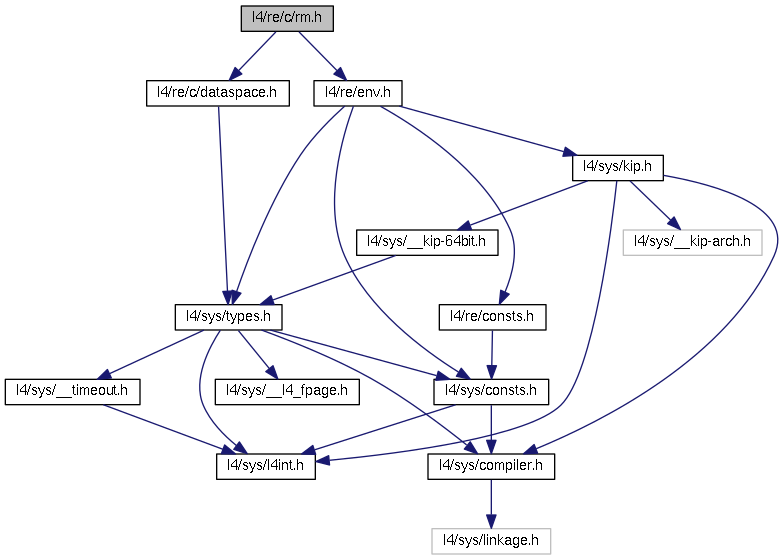 l4/re/c/rm.h
l4/re/c/dataspace.h
l4/re/env.h
l4/sys/kip.h
l4/sys/__kip-64bit.h
l4/sys/__kip-arch.h
l4/sys/types.h
l4/re/consts.h
l4/sys/__timeout.h
l4/sys/__l4_fpage.h
l4/sys/consts.h
l4/sys/l4int.h
l4/sys/compiler.h
l4/sys/linkage.h